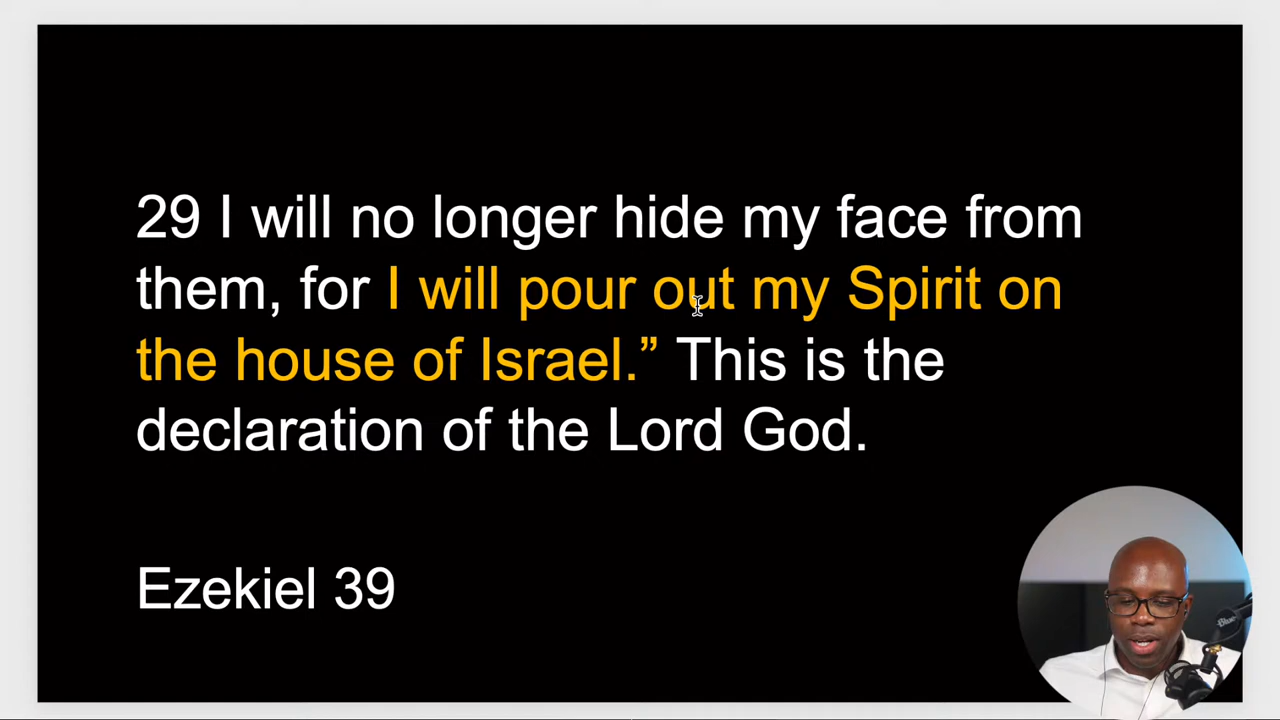 29 I will no longer hide my face from
them, for I will pour out my Spirit on
the house of Israel.” This is the
declaration of the Lord God.
Ezekiel 39
Blue